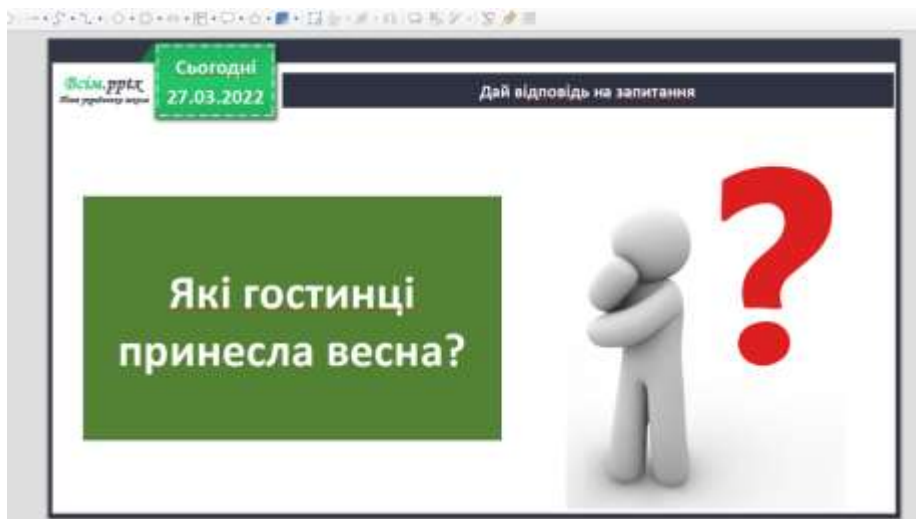 Всім.pptx
Сьогодні
27.03.2022
Дай відповідь на запитання
Які гостинці
принесла весна?
?